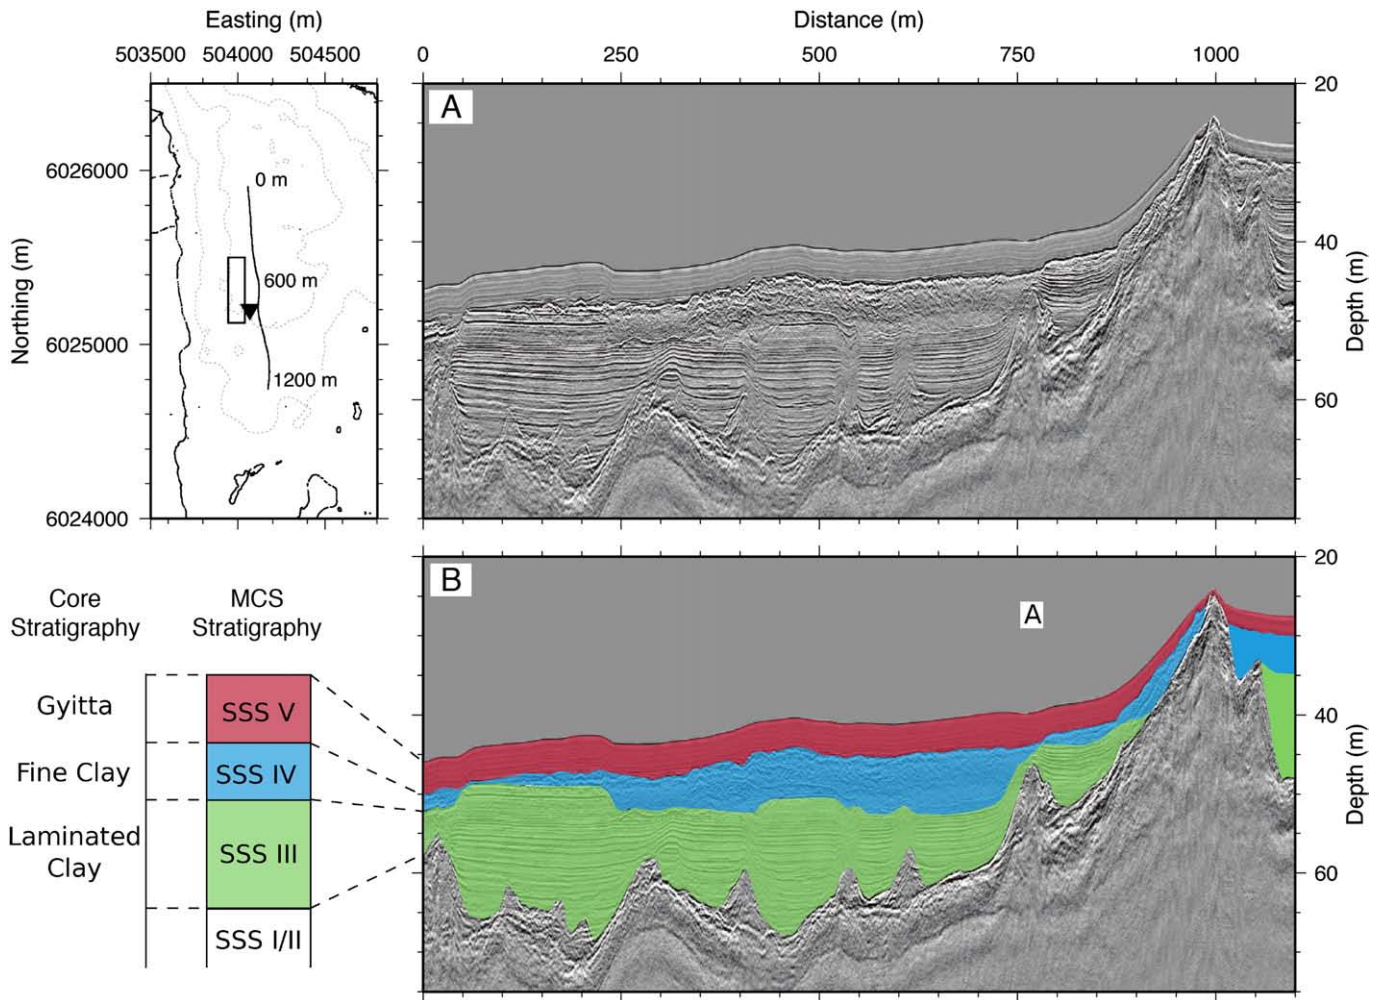 Easting (m)
503500 504000 504500
Distance (m)
0 250 500 750 1000
A
20
40
60
Depth (m)
6026000
6025000
6024000
Northing (m)
0 m
600 m
1200 m
B
A
20
40
60
Depth (m)
Core
Stratigraphy
MCS
Stratigraphy
Gyitta
SSS V
Fine Clay
SSS IV
Laminated
Clay
SSS III
SSS I/II